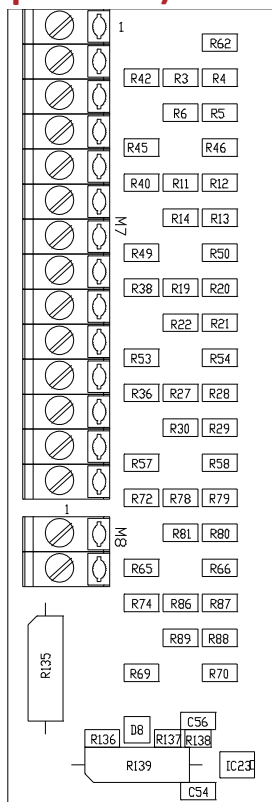 1
R62
R42 R3 R4
R6 R5
R45 R46
R40 R11 R12
R14 R13
M7
R49 R50
R38 R19 R20
R22 R21
R53 R54
R36 R27 R28
R30 R29
R57 R58
R72 R78 R79
1
M8
R81 R80
R65 R66
R74 R86 R87
R89 R88
R135
R69 R70
D8 C56
R136 R137 R138
R139 IC23
C54